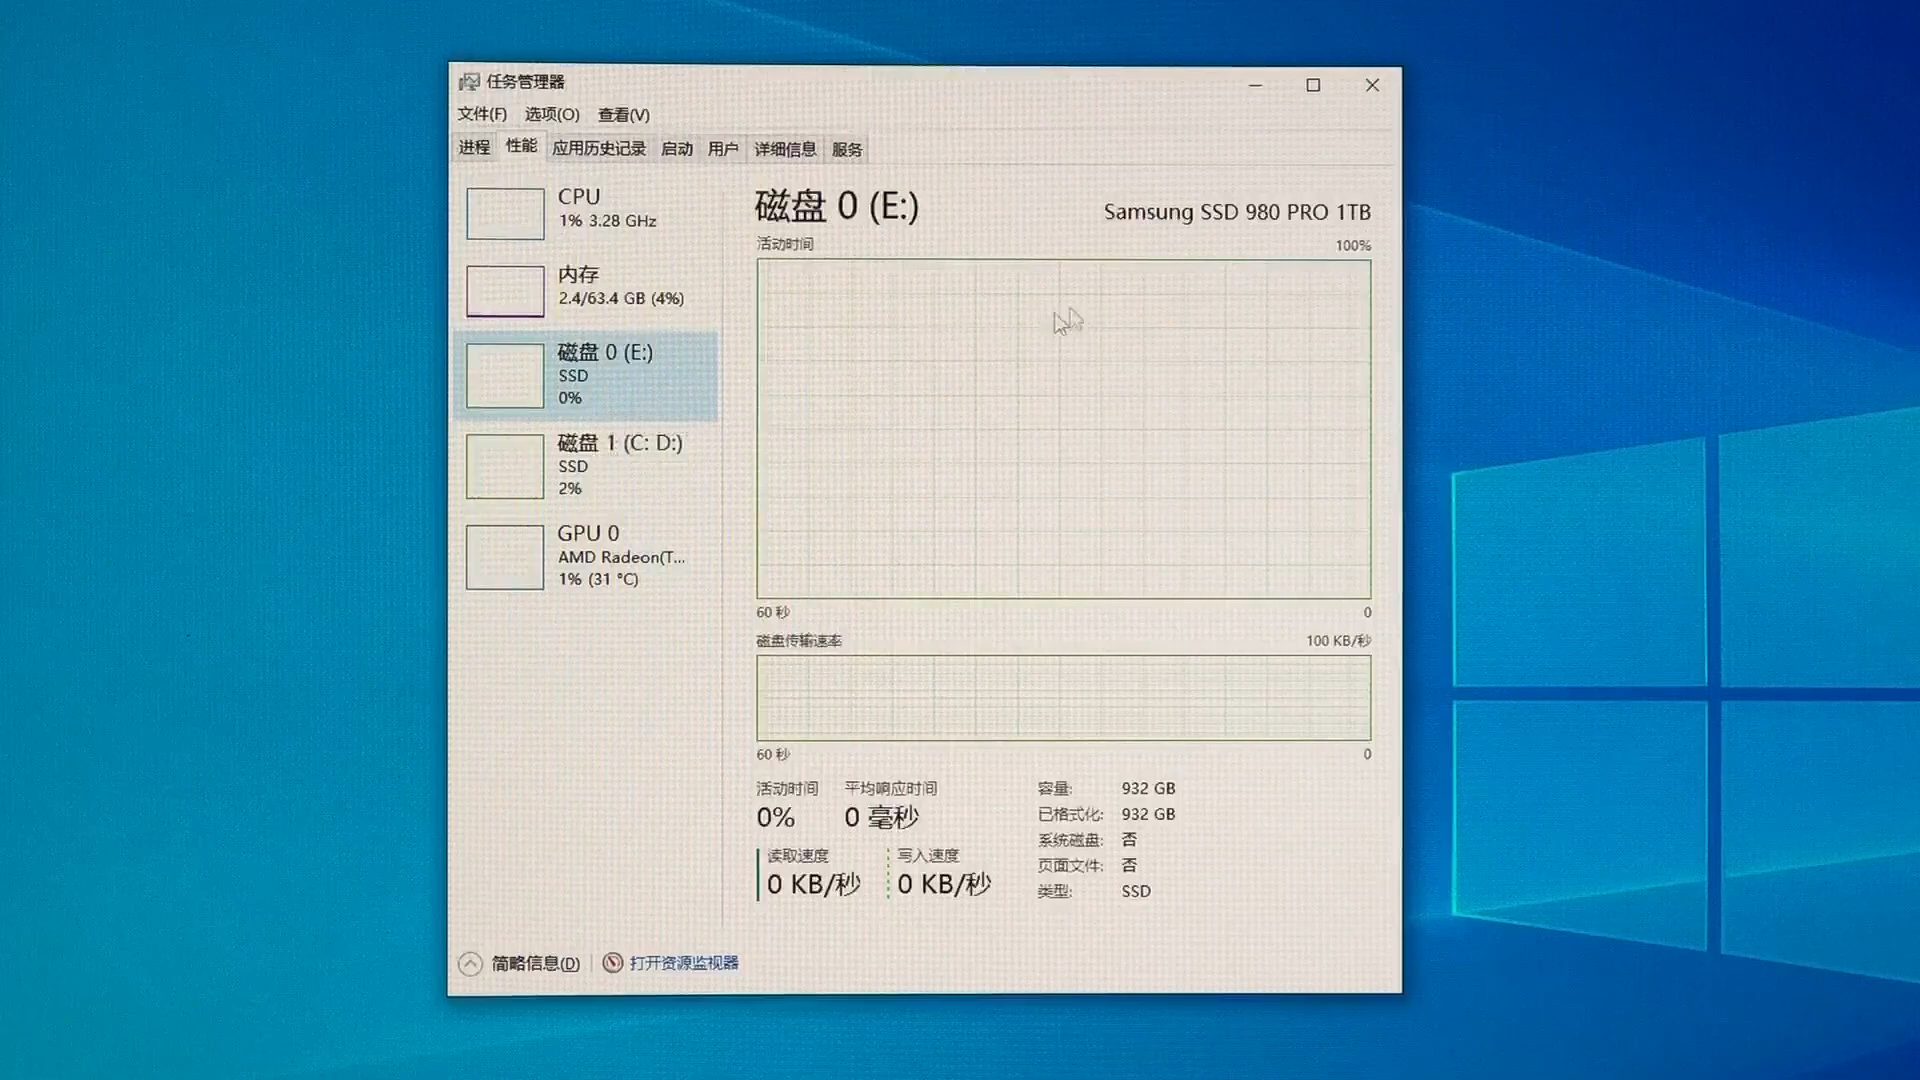 任务管理器
文件(F) 选项(O) 查看(V)
进程 性能 应用历史记录 启动 用户 详细信息 服务
CPU
1% 3.28 GHz
内存
2.4/63.4 GB (4%)
磁盘 0 (E:)
SSD
0%
磁盘 1 (C: D:)
SSD
2%
GPU 0
AMD Radeon(T...
1% (31 °C)
磁盘 0 (E:)
Samsung SSD 980 PRO 1TB
活动时间 100%
60 秒 0
磁盘传输速率 100 KB/秒
60 秒 0
活动时间 平均响应时间
0% 0 毫秒
读取速度 写入速度
0 KB/秒 0 KB/秒
容量: 932 GB
已格式化: 932 GB
系统磁盘: 否
页面文件: 否
类型: SSD
简略信息(D) 打开资源监视器